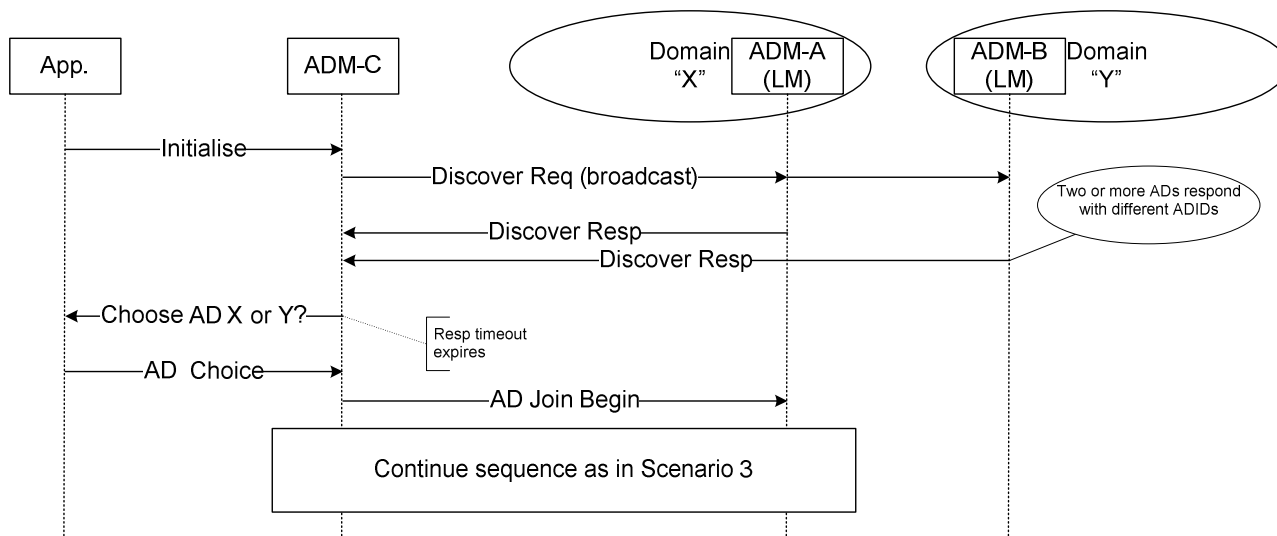 App.
ADM-C
Domain
“X”
ADM-A
(LM)
ADM-B
(LM)
Domain
“Y”
Initialise
Discover Req (broadcast)
Two or more ADs respond
with different ADIDs
Discover Resp
Discover Resp
Choose AD X or Y?
Resp timeout
expires
AD Choice
AD Join Begin
Continue sequence as in Scenario 3